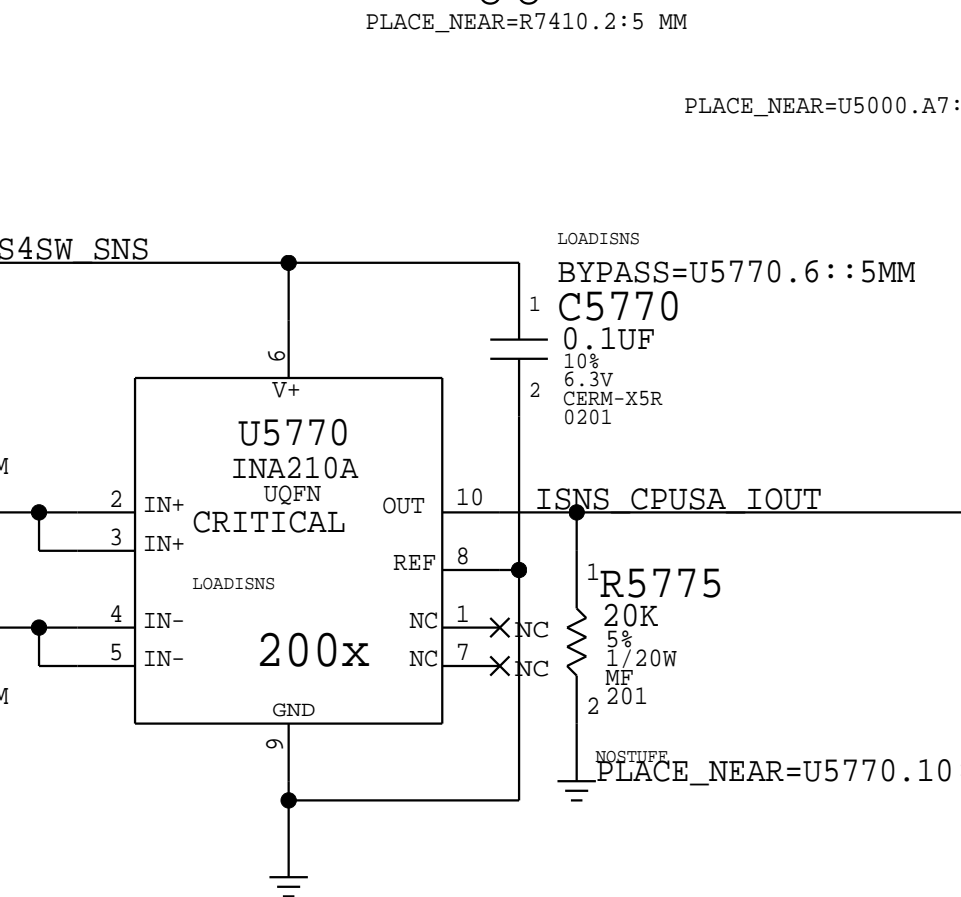 PLACE_NEAR=R7410.2:5 MM
PLACE_NEAR=U5000.A7:
S4SW_SNS
LOADISNS
BYPASS=U5770.6::5MM
1
C5770
0.1UF
10%
6.3V
2
CERM-X5R
0201
6
V+
U5770
INA210A
UQFN
CRITICAL
LOADISNS
200x
M
2
IN+
3
IN+
4
IN-
5
IN-
M
OUT
10
ISNS_CPUSA_IOUT
REF
8
NC
1
NC
NC
7
NC
GND
9
1
R5775
20K
5%
1/20W
MF
201
2
NOSTUFF
PLACE_NEAR=U5770.10